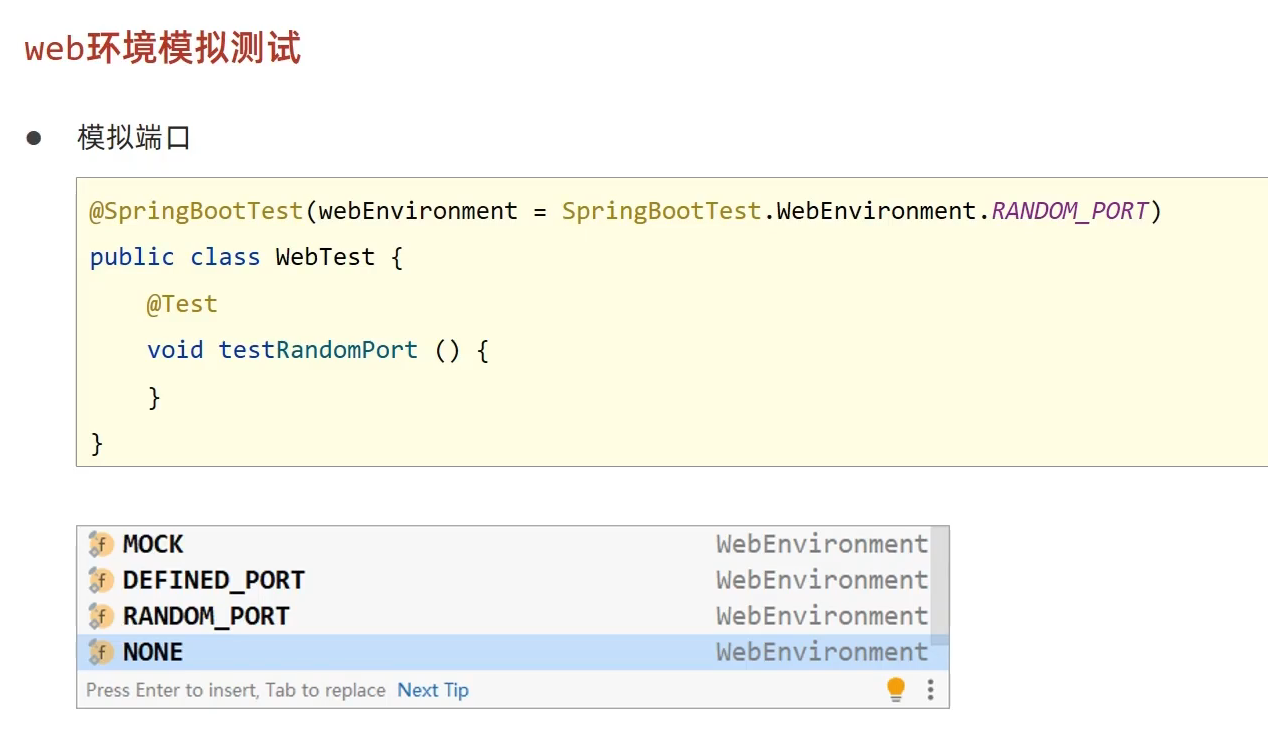 web环境模拟测试
● 模拟端口
@SpringBootTest(webEnvironment = SpringBootTest.WebEnvironment.RANDOM_PORT)
public class WebTest {
@Test
void testRandomPort () {
}
}
MOCK WebEnvironment
DEFINED_PORT WebEnvironment
RANDOM_PORT WebEnvironment
NONE WebEnvironment
Press Enter to insert, Tab to replace Next Tip